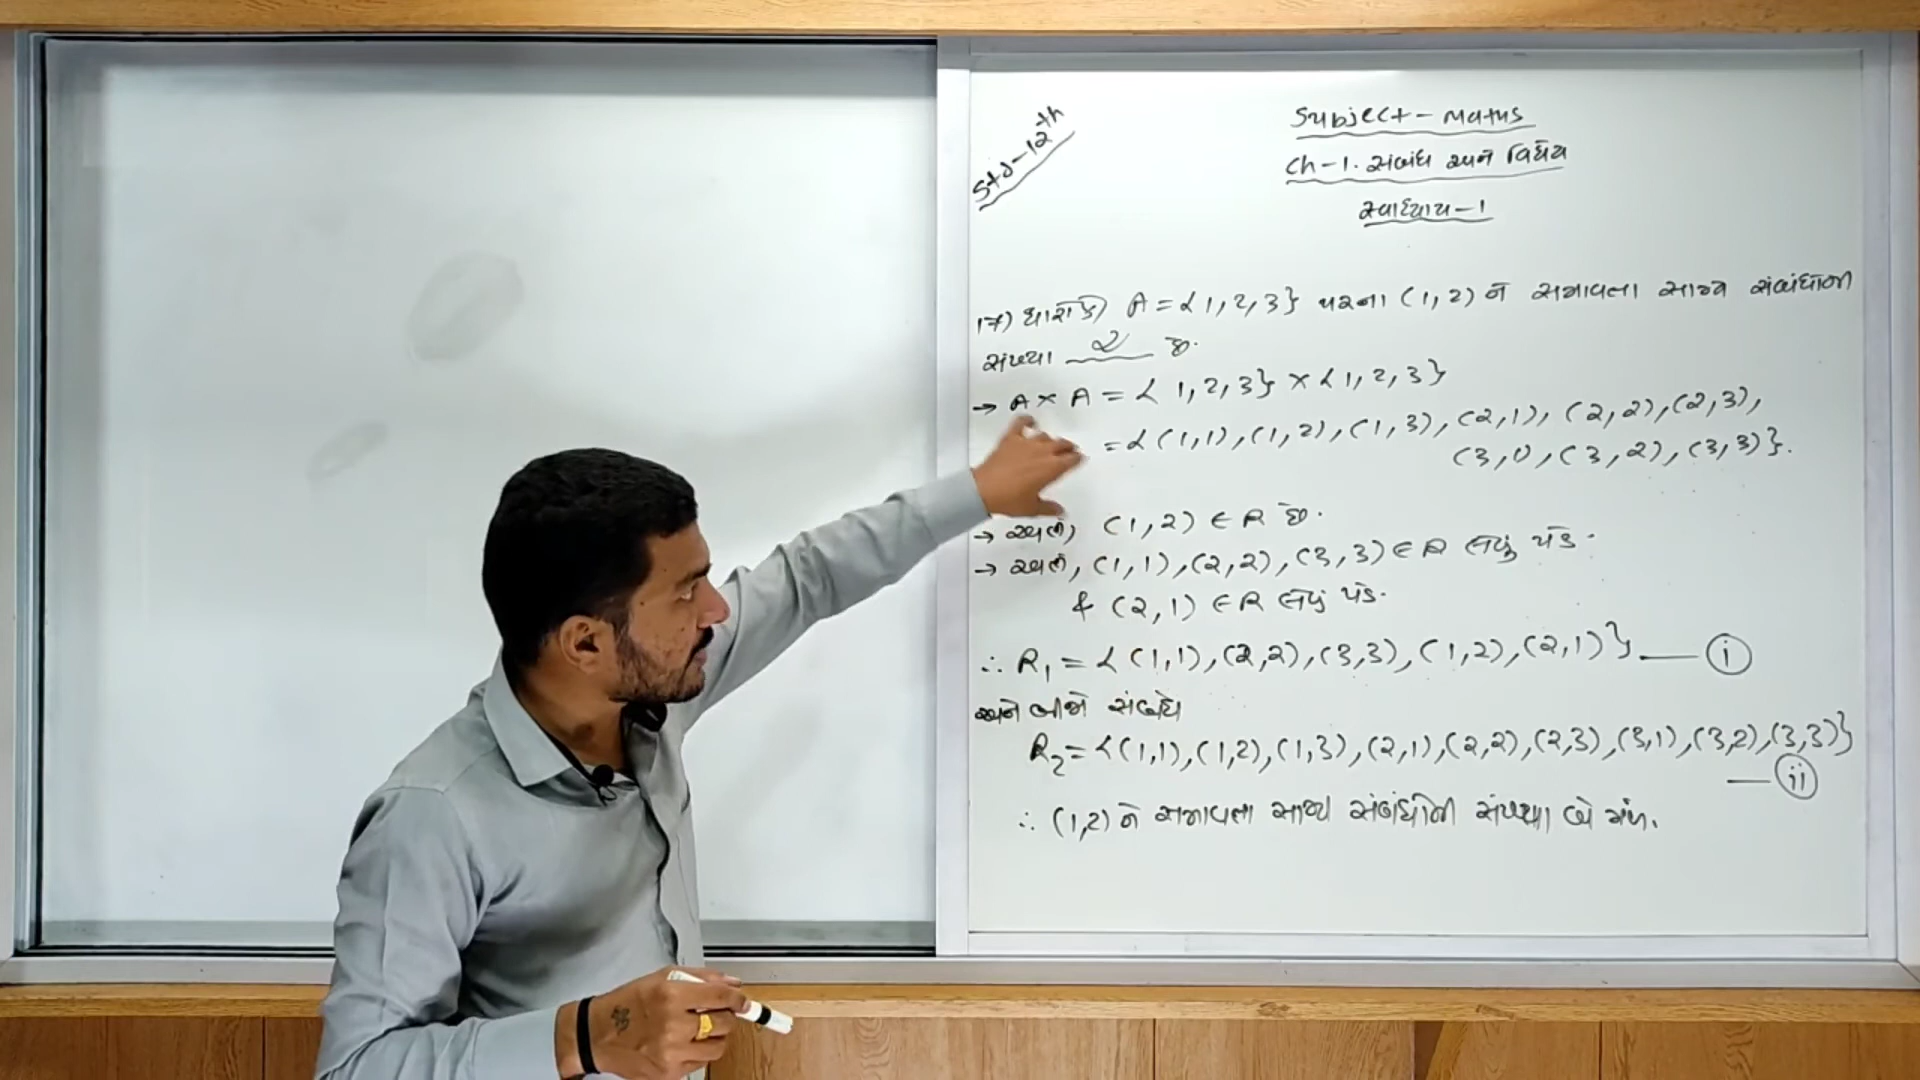 Std-12th
Subject - Maths
Ch-1. સંબંધ અને વિધેય
સ્વાધ્યાય-1
17) ધારો કે A = {1,2,3} પરના (1,2) ને સમાવતા સામ્ય સંબંધોની
સંખ્યા 2 છે.
→ A × A = {1,2,3} × {1,2,3}
= {(1,1),(1,2),(1,3),(2,1),(2,2),(2,3),
(3,1),(3,2),(3,3)}.
→ અહીં, (1,2) ∈ R છે.
→ અહીં, (1,1),(2,2),(3,3) ∈ R લેવું પડે.
& (2,1) ∈ R લેવું પડે.
∴ R₁ = {(1,1),(2,2),(3,3),(1,2),(2,1)} — (i)
અને બીજો સંબંધ
R₂ = {(1,1),(1,2),(1,3),(2,1),(2,2),(2,3),(3,1),(3,2),(3,3)}
— (ii)
∴ (1,2) ને સમાવતા સામ્ય સંબંધોની સંખ્યા બે મળે.